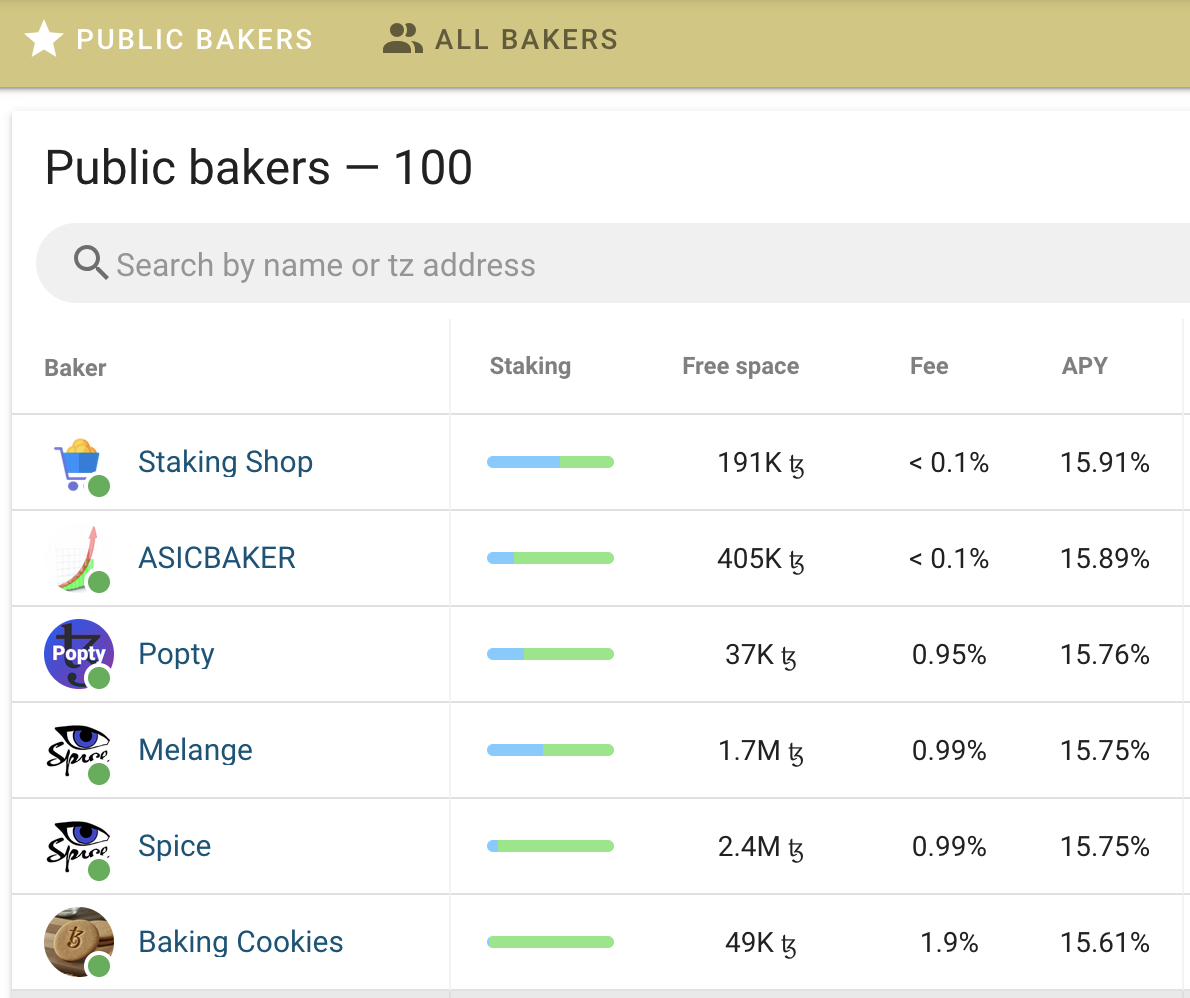 PUBLIC BAKERS ALL BAKERS
Public bakers — 100
Search by name or tz address
Baker Staking Free space Fee APY
Staking Shop 191K ꜩ < 0.1% 15.91%
ASICBAKER 405K ꜩ < 0.1% 15.89%
Popty Popty 37K ꜩ 0.95% 15.76%
Spice Melange 1.7M ꜩ 0.99% 15.75%
Spice Spice 2.4M ꜩ 0.99% 15.75%
ꜩ Baking Cookies 49K ꜩ 1.9% 15.61%